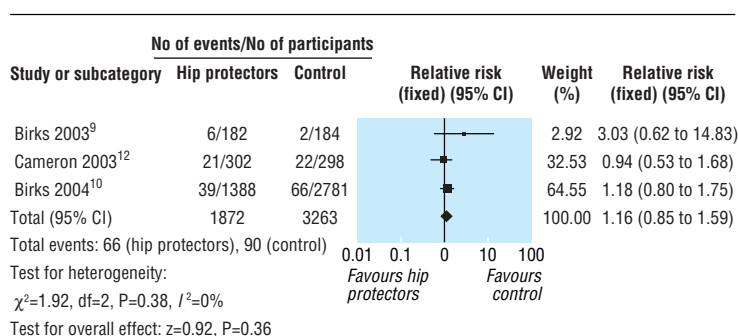 No of events/No of participants
Study or subcategory Hip protectors Control Relative risk (fixed) (95% CI) Weight (%) Relative risk (fixed) (95% CI)
Birks 2003⁹ 6/182 2/184 2.92 3.03 (0.62 to 14.83)
Cameron 2003¹² 21/302 22/298 32.53 0.94 (0.53 to 1.68)
Birks 2004¹⁰ 39/1388 66/2781 64.55 1.18 (0.80 to 1.75)
Total (95% CI) 1872 3263 100.00 1.16 (0.85 to 1.59)
Total events: 66 (hip protectors), 90 (control)
0.01 0.1 0 10 100
Test for heterogeneity:
Favours hip protectors Favours control
χ²=1.92, df=2, P=0.38, I²=0%
Test for overall effect: z=0.92, P=0.36